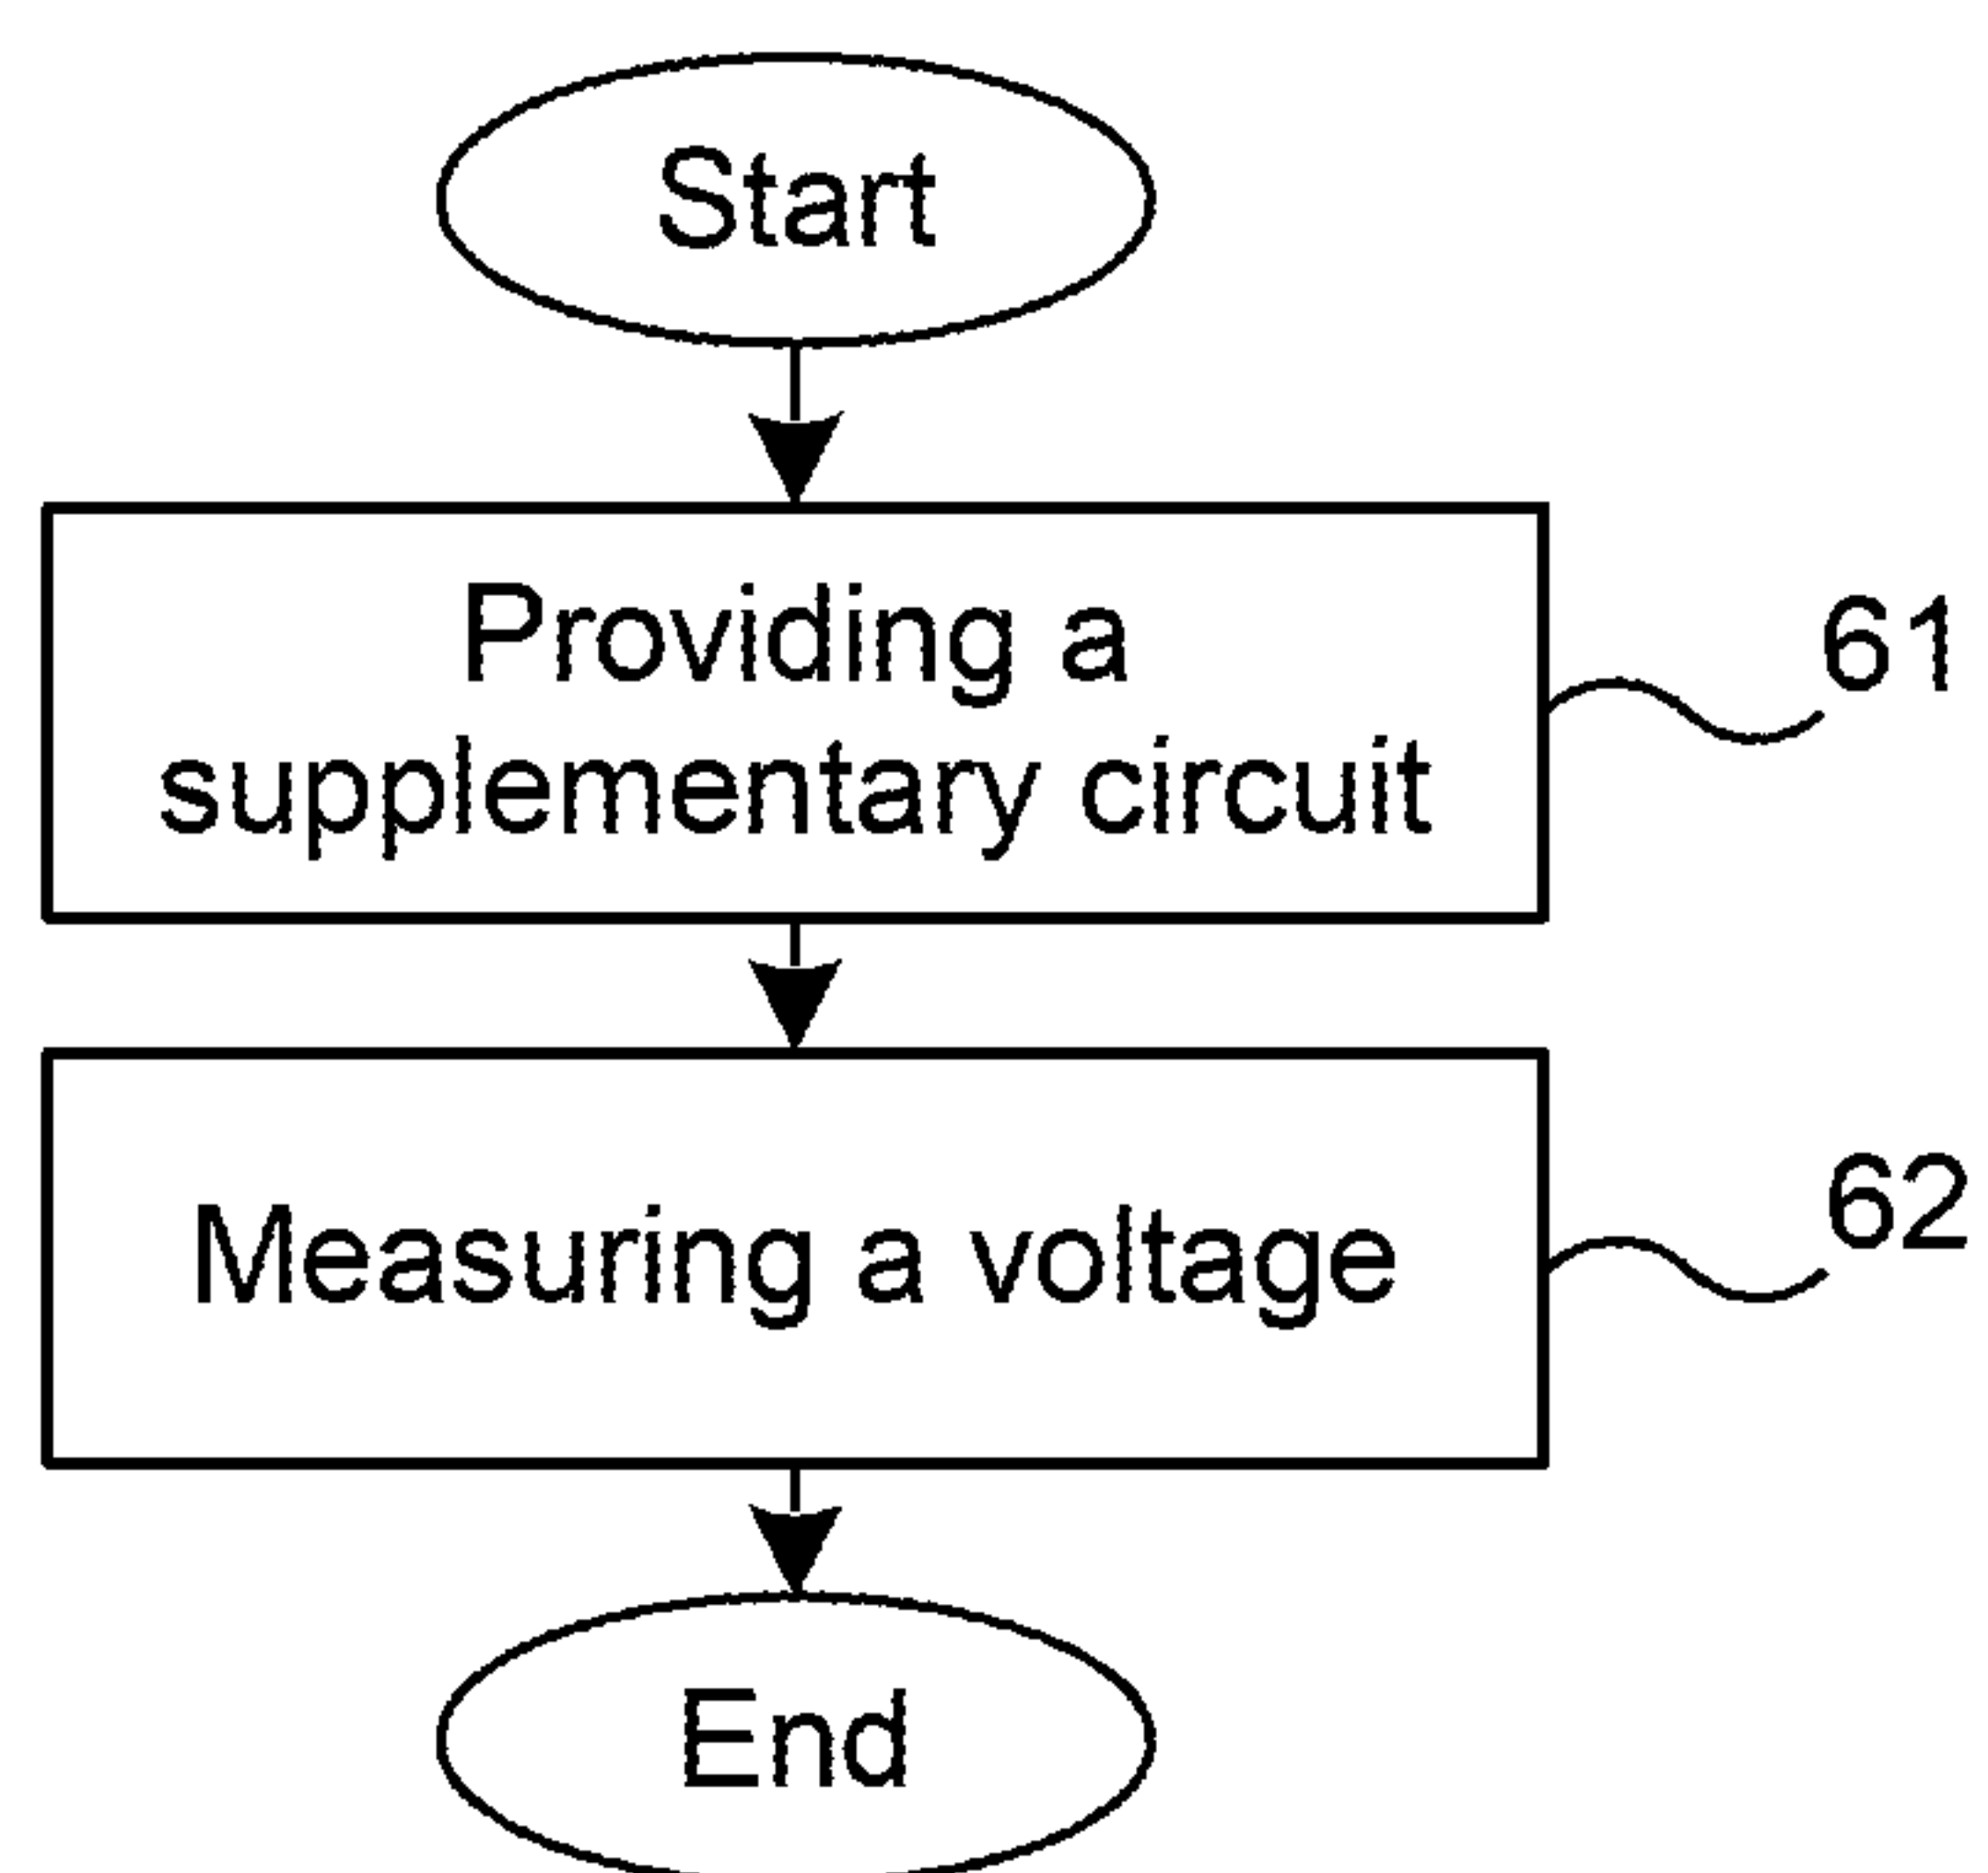 Start
Providing a
supplementary circuit
61
Measuring a voltage
62
End